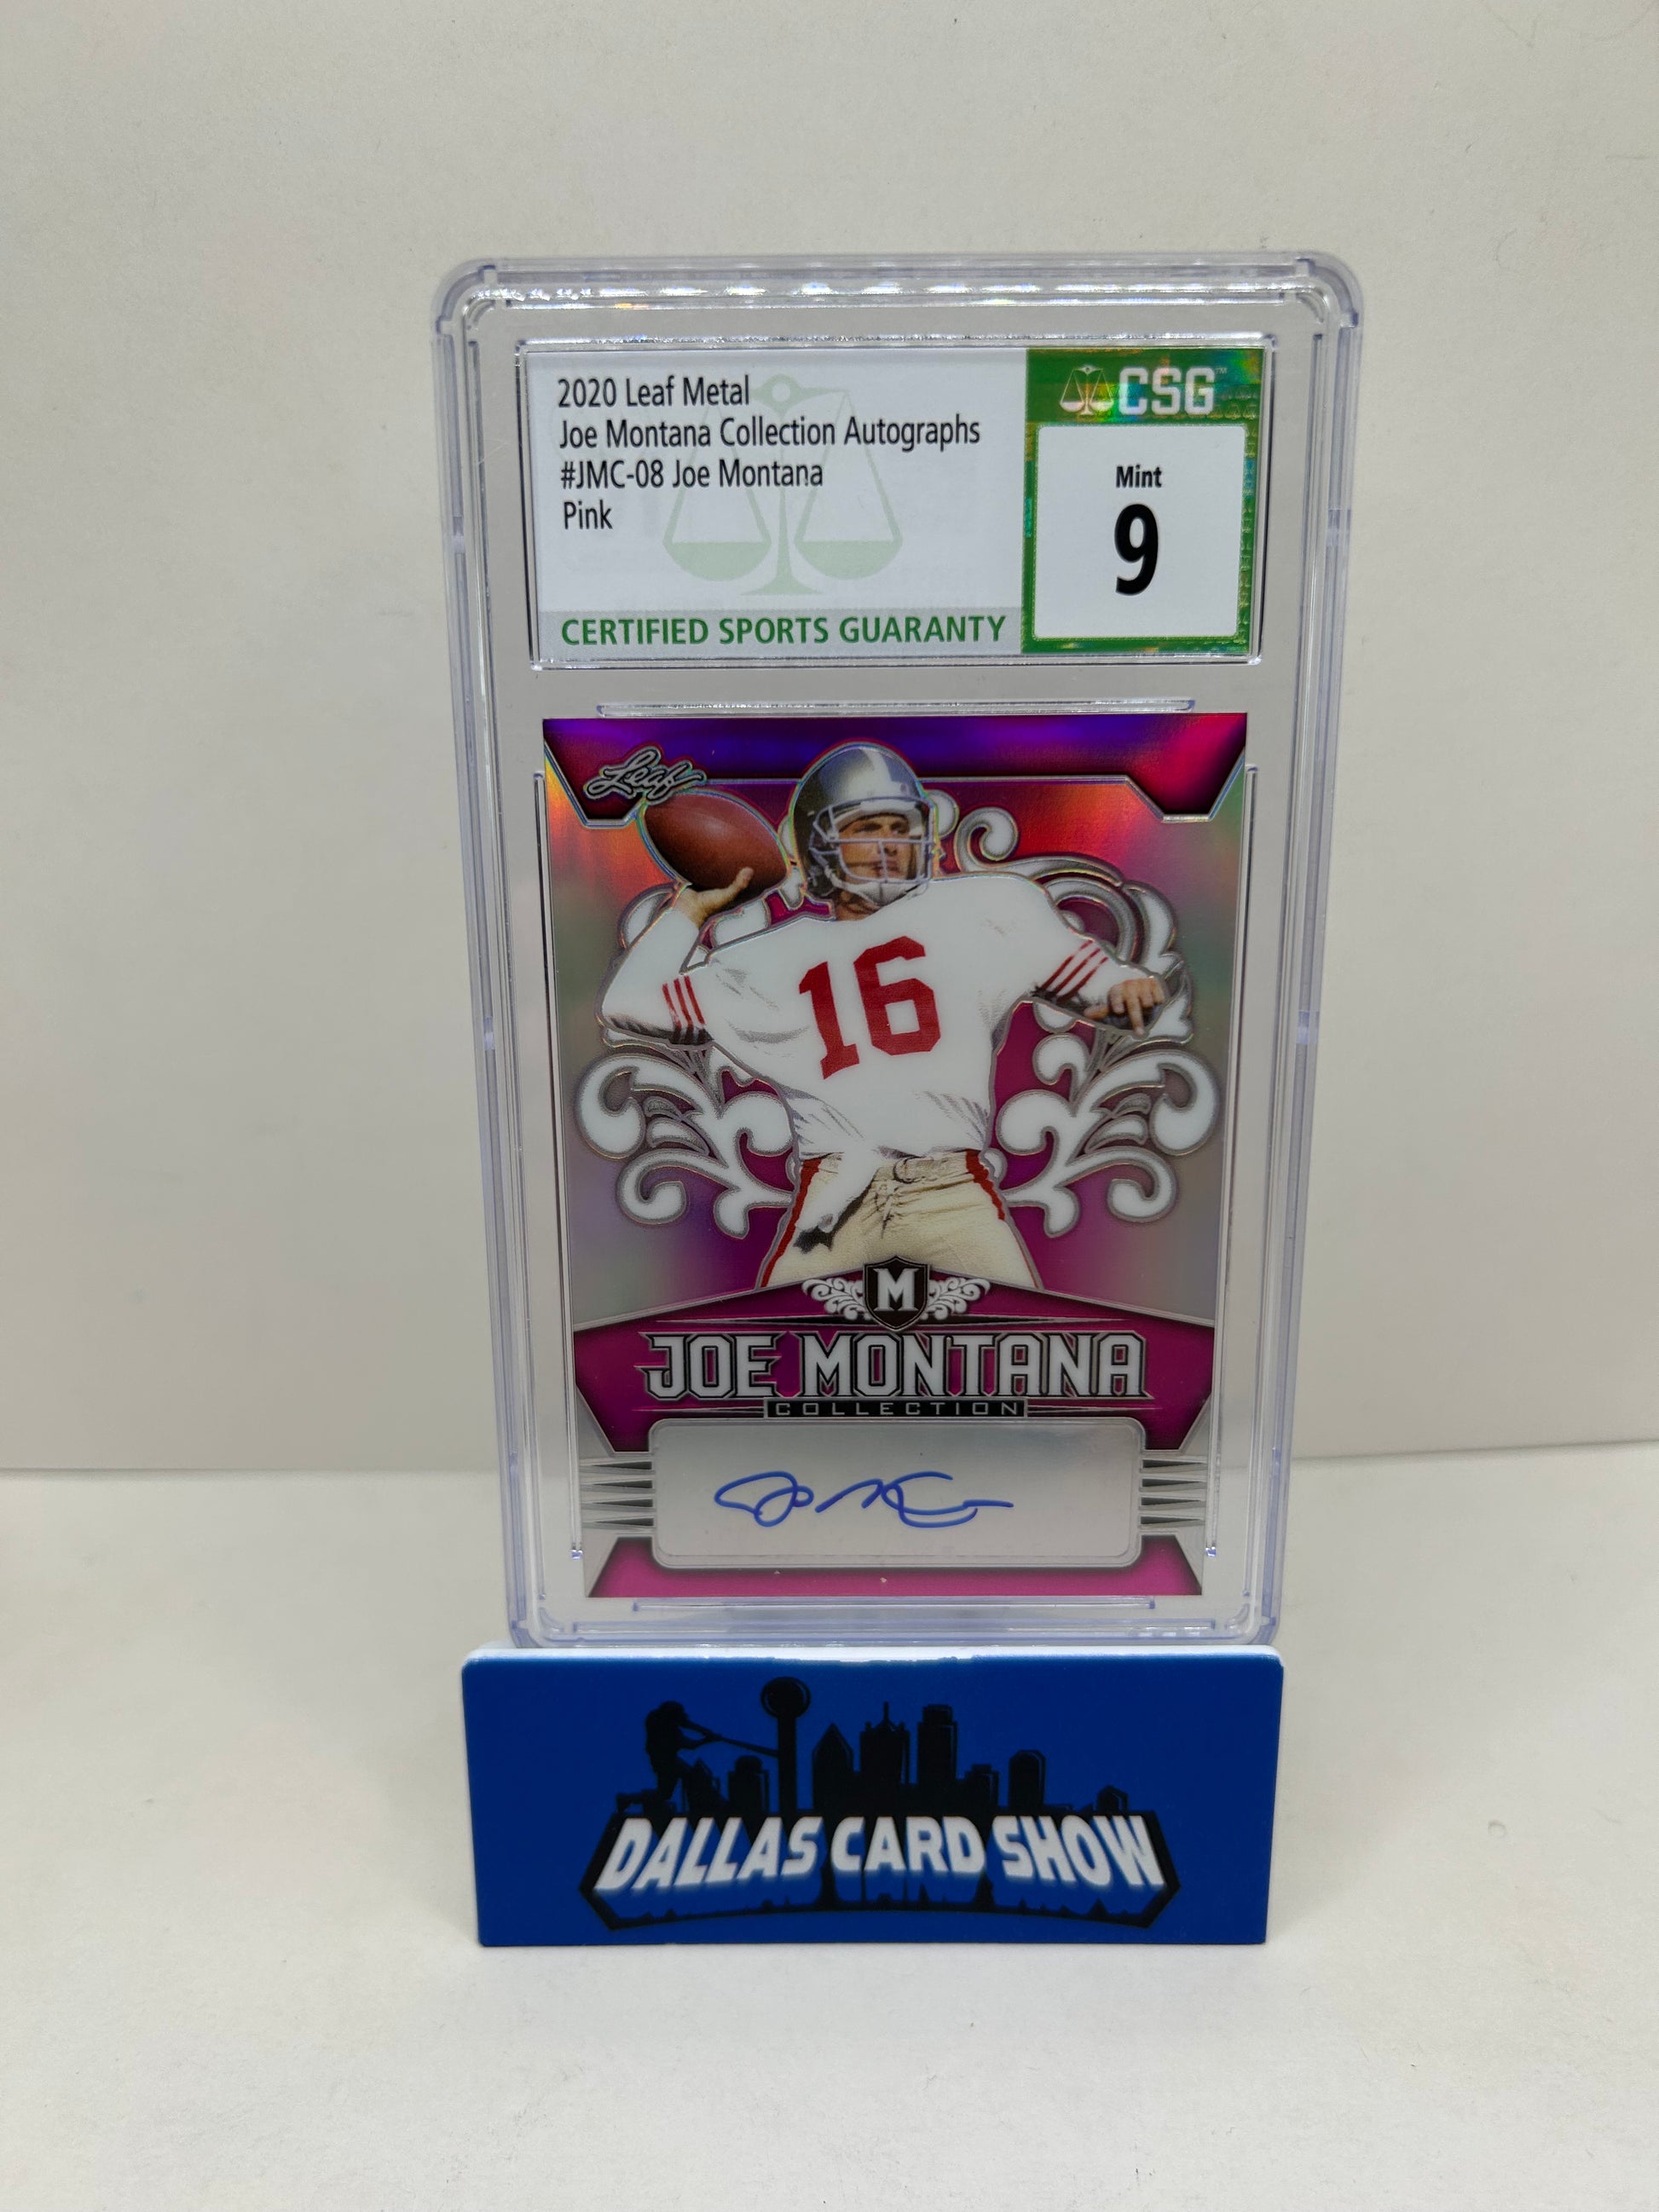 2020 Leaf Metal
Joe Montana Collection Autographs
#JMC-08 Joe Montana
Pink
CERTIFIED SPORTS GUARANTY
CSG™
Mint
9
Leaf
16
M
JOE MONTANA
COLLECTION
DALLAS CARD SHOW